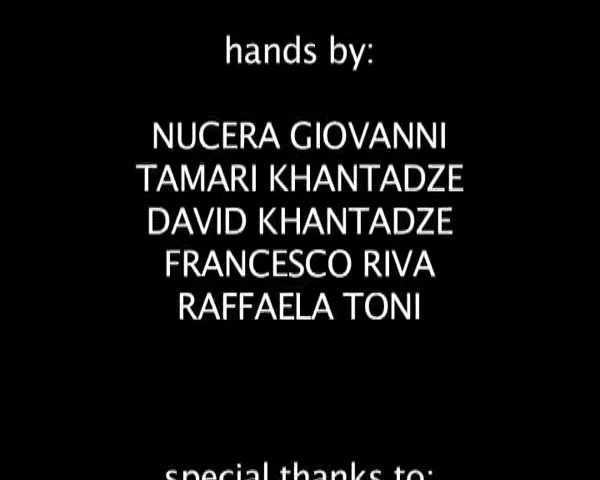 hands by:
NUCERA GIOVANNI
TAMARI KHANTADZE
DAVID KHANTADZE
FRANCESCO RIVA
RAFFAELA TONI
special thanks to: